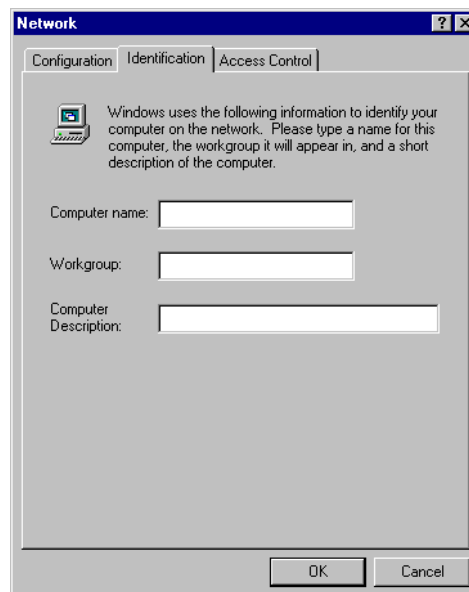 Network
Configuration Identification Access Control
Windows uses the following information to identify your
computer on the network. Please type a name for this
computer, the workgroup it will appear in, and a short
description of the computer.
Computer name:
Workgroup:
Computer
Description:
OK Cancel